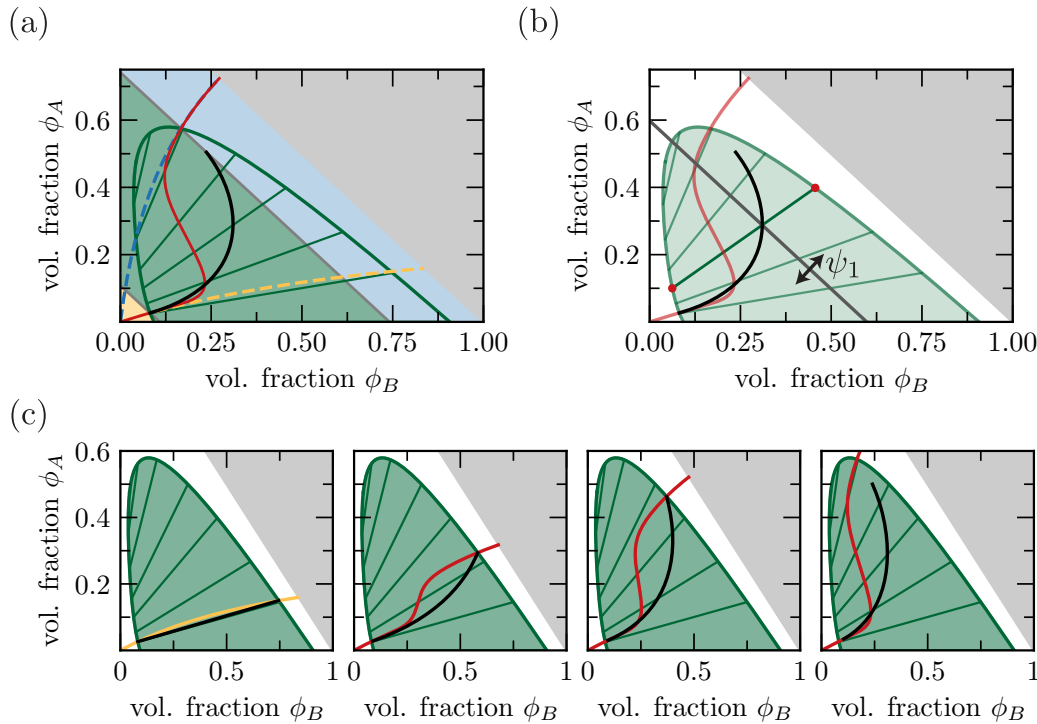 (a)
(b)
vol. fraction ϕ_A
0.6
0.4
0.2
0.00 0.25 0.50 0.75 1.00
vol. fraction ϕ_B
vol. fraction ϕ_A
0.6
0.4
0.2
ψ_1
0.00 0.25 0.50 0.75 1.00
vol. fraction ϕ_B
(c)
vol. fraction ϕ_A
0.6
0.4
0.2
0 0.5 1
vol. fraction ϕ_B
0 0.5 1
vol. fraction ϕ_B
0 0.5 1
vol. fraction ϕ_B
0 0.5 1
vol. fraction ϕ_B